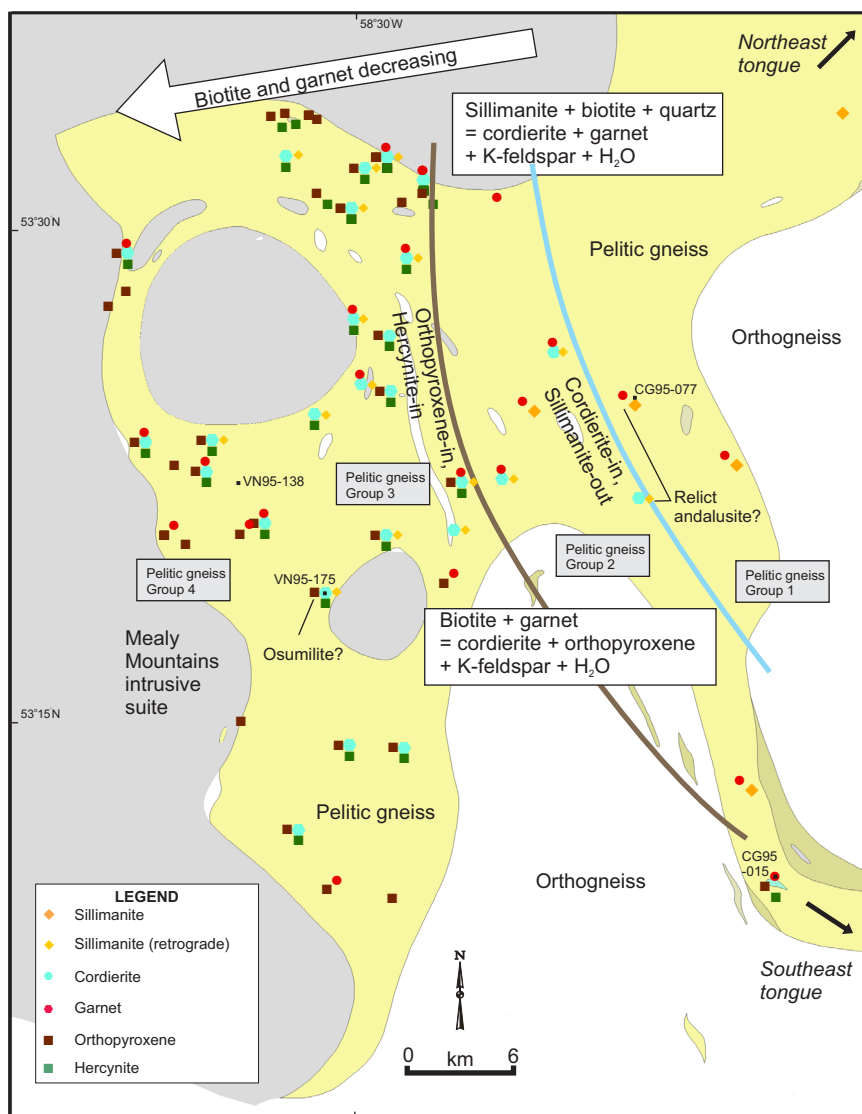 58°30'W
Northeast
tongue
Biotite and garnet decreasing
Sillimanite + biotite + quartz
= cordierite + garnet
+ K-feldspar + H₂O
53°30'N
Pelitic gneiss
Orthogneiss
Orthopyroxene-in,
Hercynite-in
Cordierite-in,
Sillimanite-out
CG95-077
Pelitic gneiss
Group 3
VN95-138
Relict
andalusite?
Pelitic gneiss
Group 4
Pelitic gneiss
Group 2
Pelitic gneiss
Group 1
VN95-175
Osumilite?
Biotite + garnet
= cordierite + orthopyroxene
+ K-feldspar + H₂O
Mealy
Mountains
intrusive
suite
53°15'N
Pelitic gneiss
CG95
-015
Orthogneiss
LEGEND
Sillimanite
Sillimanite (retrograde)
Cordierite
Garnet
Orthopyroxene
Hercynite
N
0 km 6
Southeast
tongue